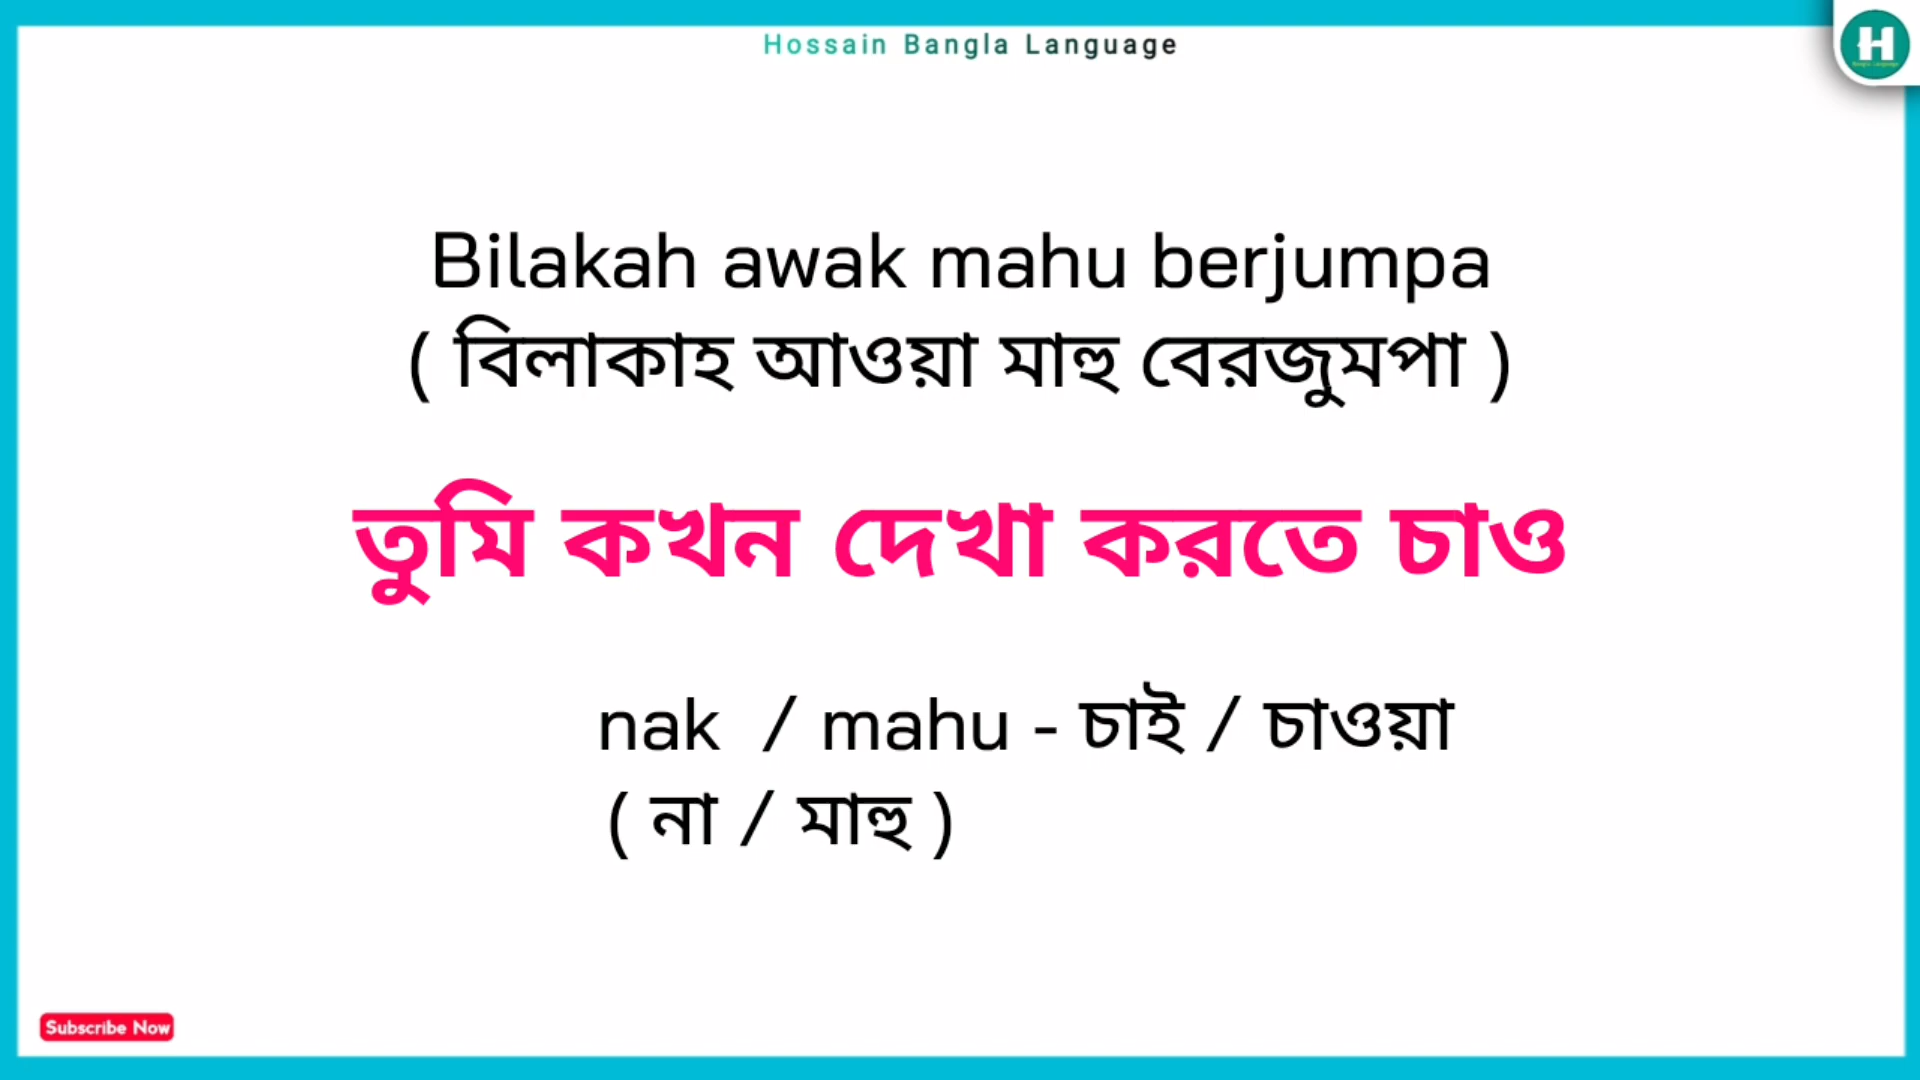 Hossain Bangla Language
H
Bilakah awak mahu berjumpa
( বিলাকাহ আওয়া মাহু বেরজুমপা )
তুমি কখন দেখা করতে চাও
nak / mahu - চাই / চাওয়া
( না / মাহু )
Subscribe Now